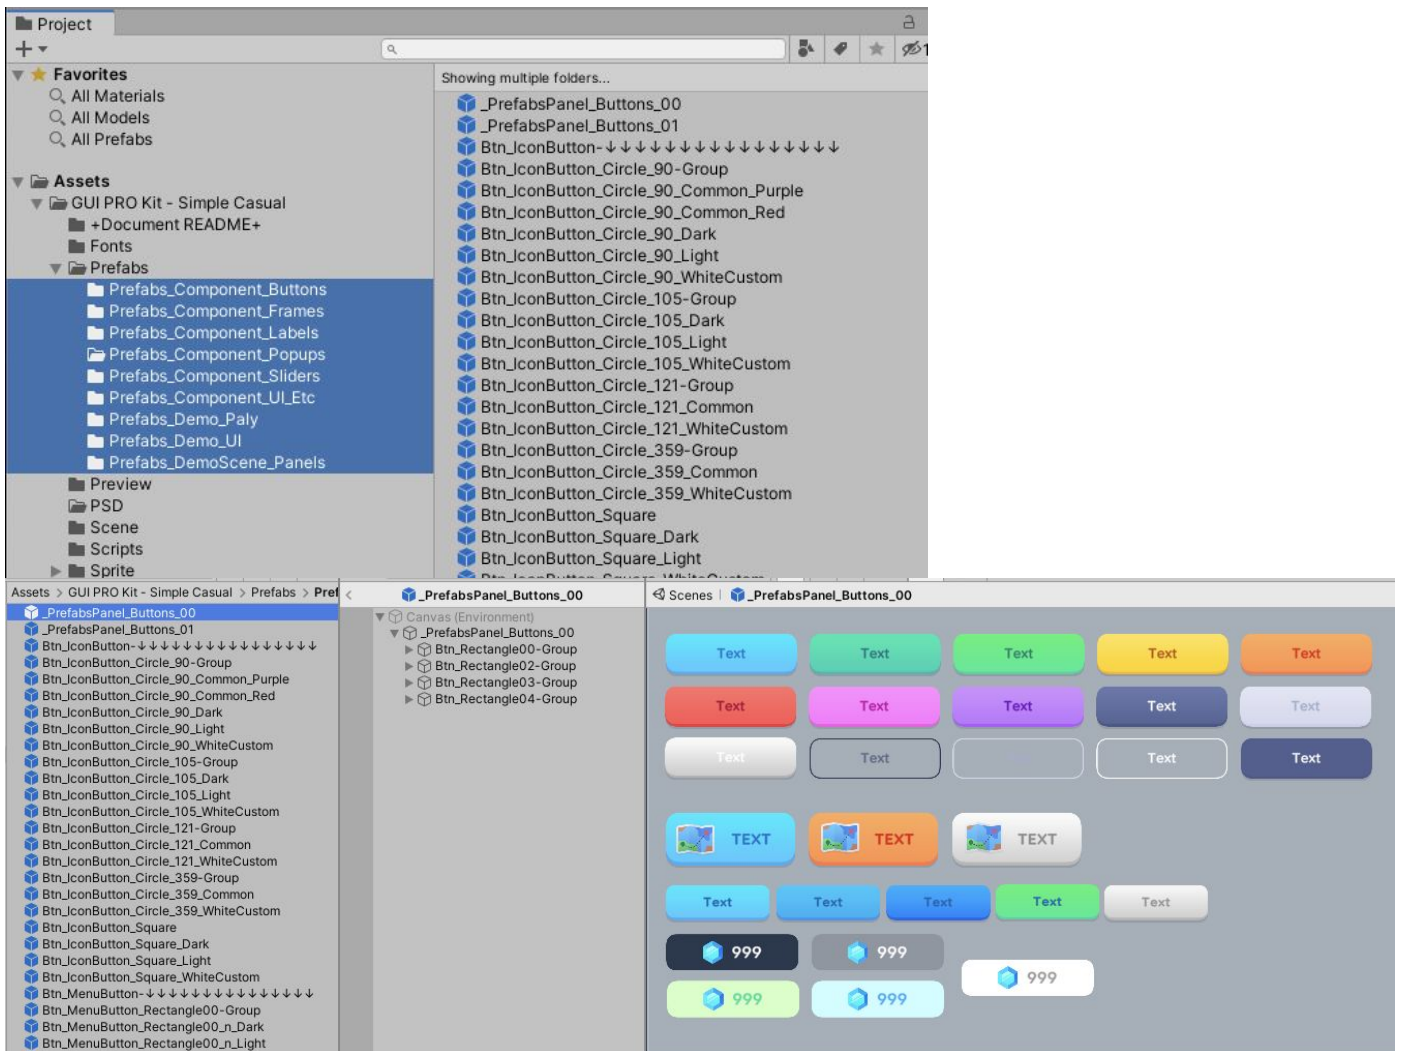 Project
1
Favorites
All Materials
All Models
All Prefabs
Assets
GUI PRO Kit - Simple Casual
+Document README+
Fonts
Prefabs
Prefabs_Component_Buttons
Prefabs_Component_Frames
Prefabs_Component_Labels
Prefabs_Component_Popups
Prefabs_Component_Sliders
Prefabs_Component_UI_Etc
Prefabs_Demo_Paly
Prefabs_Demo_UI
Prefabs_DemoScene_Panels
Preview
PSD
Scene
Scripts
Sprite
Showing multiple folders...
_PrefabsPanel_Buttons_00
_PrefabsPanel_Buttons_01
Btn_IconButton-↓↓↓↓↓↓↓↓↓↓↓↓↓↓↓↓
Btn_IconButton_Circle_90-Group
Btn_IconButton_Circle_90_Common_Purple
Btn_IconButton_Circle_90_Common_Red
Btn_IconButton_Circle_90_Dark
Btn_IconButton_Circle_90_Light
Btn_IconButton_Circle_90_WhiteCustom
Btn_IconButton_Circle_105-Group
Btn_IconButton_Circle_105_Dark
Btn_IconButton_Circle_105_Light
Btn_IconButton_Circle_105_WhiteCustom
Btn_IconButton_Circle_121-Group
Btn_IconButton_Circle_121_Common
Btn_IconButton_Circle_121_WhiteCustom
Btn_IconButton_Circle_359-Group
Btn_IconButton_Circle_359_Common
Btn_IconButton_Circle_359_WhiteCustom
Btn_IconButton_Square
Btn_IconButton_Square_Dark
Btn_IconButton_Square_Light
Assets > GUI PRO Kit - Simple Casual > Prefabs > Pref
_PrefabsPanel_Buttons_00
_PrefabsPanel_Buttons_01
Btn_IconButton-↓↓↓↓↓↓↓↓↓↓↓↓↓↓↓↓
Btn_IconButton_Circle_90-Group
Btn_IconButton_Circle_90_Common_Purple
Btn_IconButton_Circle_90_Common_Red
Btn_IconButton_Circle_90_Dark
Btn_IconButton_Circle_90_Light
Btn_IconButton_Circle_90_WhiteCustom
Btn_IconButton_Circle_105-Group
Btn_IconButton_Circle_105_Dark
Btn_IconButton_Circle_105_Light
Btn_IconButton_Circle_105_WhiteCustom
Btn_IconButton_Circle_121-Group
Btn_IconButton_Circle_121_Common
Btn_IconButton_Circle_121_WhiteCustom
Btn_IconButton_Circle_359-Group
Btn_IconButton_Circle_359_Common
Btn_IconButton_Circle_359_WhiteCustom
Btn_IconButton_Square
Btn_IconButton_Square_Dark
Btn_IconButton_Square_Light
Btn_IconButton_Square_WhiteCustom
Btn_MenuButton-↓↓↓↓↓↓↓↓↓↓↓↓↓↓↓
Btn_MenuButton_Rectangle00-Group
Btn_MenuButton_Rectangle00_n_Dark
Btn_MenuButton_Rectangle00_n_Light
< _PrefabsPanel_Buttons_00
Canvas (Environment)
_PrefabsPanel_Buttons_00
Btn_Rectangle00-Group
Btn_Rectangle02-Group
Btn_Rectangle03-Group
Btn_Rectangle04-Group
Scenes | _PrefabsPanel_Buttons_00
Text Text Text Text Text
Text Text Text Text Text
Text Text Text Text
TEXT TEXT TEXT
Text Text Text Text Text
999 999
999
999 999